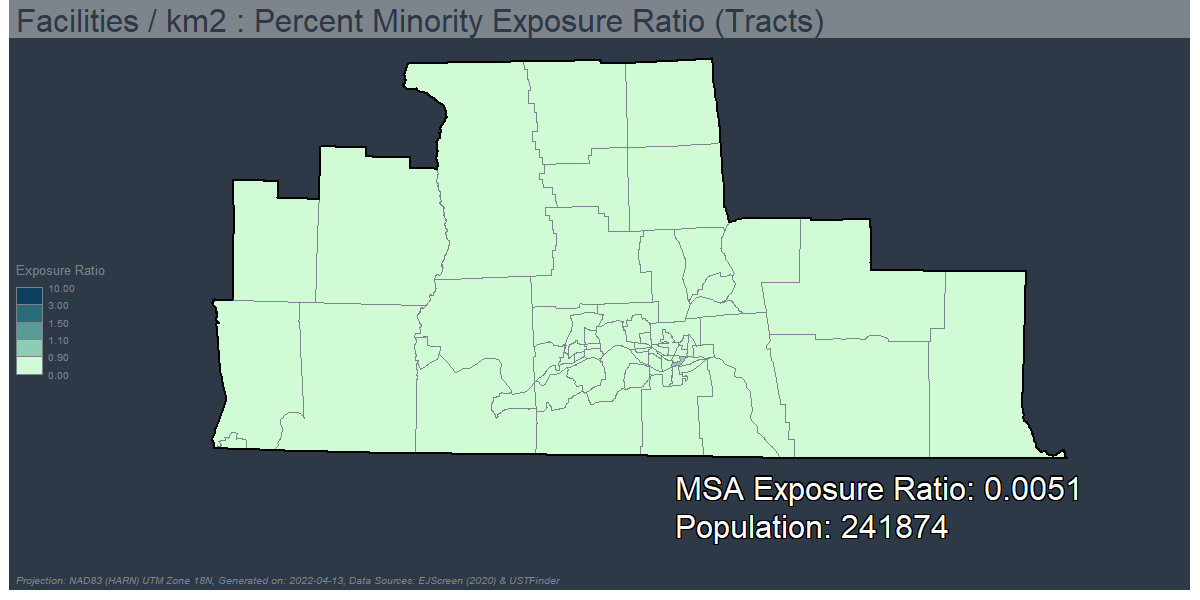 Facilities / km2 : Percent Minority Exposure Ratio (Tracts)
Exposure Ratio
10.00
3.00
1.50
1.10
0.90
0.00
MSA Exposure Ratio: 0.0051
Population: 241874
Projection: NAD83 (HARN) UTM Zone 18N, Generated on: 2022-04-13, Data Sources: EJScreen (2020) & USTFinder